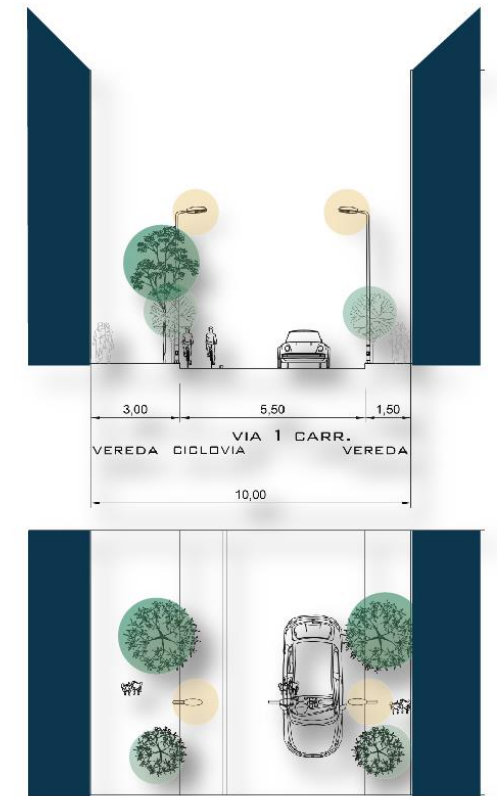 3,00 5,50 1,50
VIA 1 CARR.
VEREDA CICLOVIA VEREDA
10,00